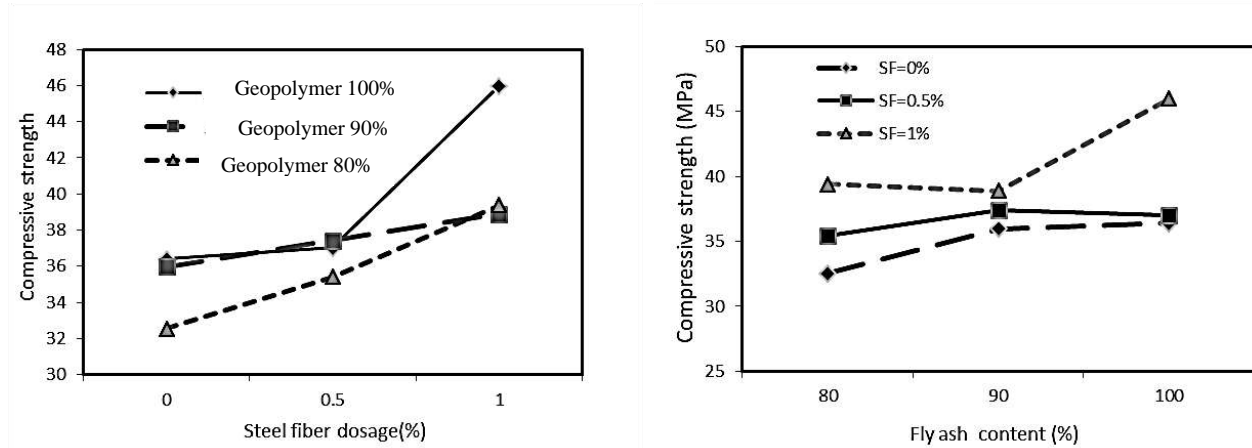 Compressive strength
48
46
44
42
40
38
36
34
32
30
Geopolymer 100%
Geopolymer 90%
Geopolymer 80%
0
0.5
1
Steel fiber dosage(%)
Compressive strength (MPa)
50
45
40
35
30
25
SF=0%
SF=0.5%
SF=1%
80
90
100
Fly ash content (%)